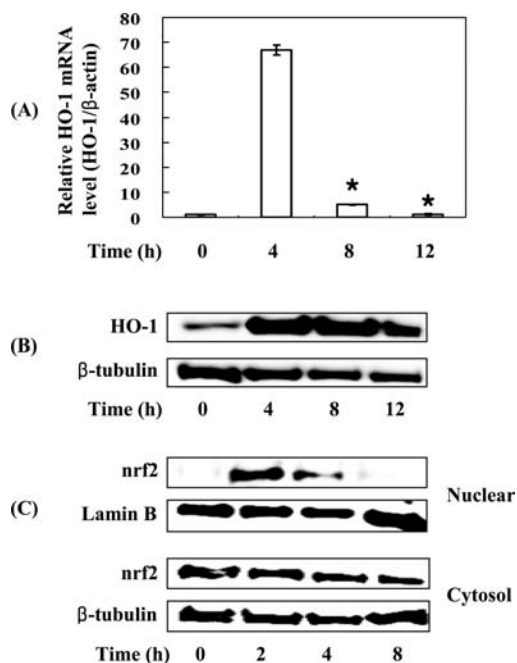 (A)
Relative HO-1 mRNA
level (HO-1/β-actin)
70
60
50
40
30
20
10
0
*
*
Time (h) 0 4 8 12
(B)
HO-1
β-tubulin
Time (h) 0 4 8 12
(C)
nrf2
Lamin B
Nuclear
nrf2
β-tubulin
Cytosol
Time (h) 0 2 4 8